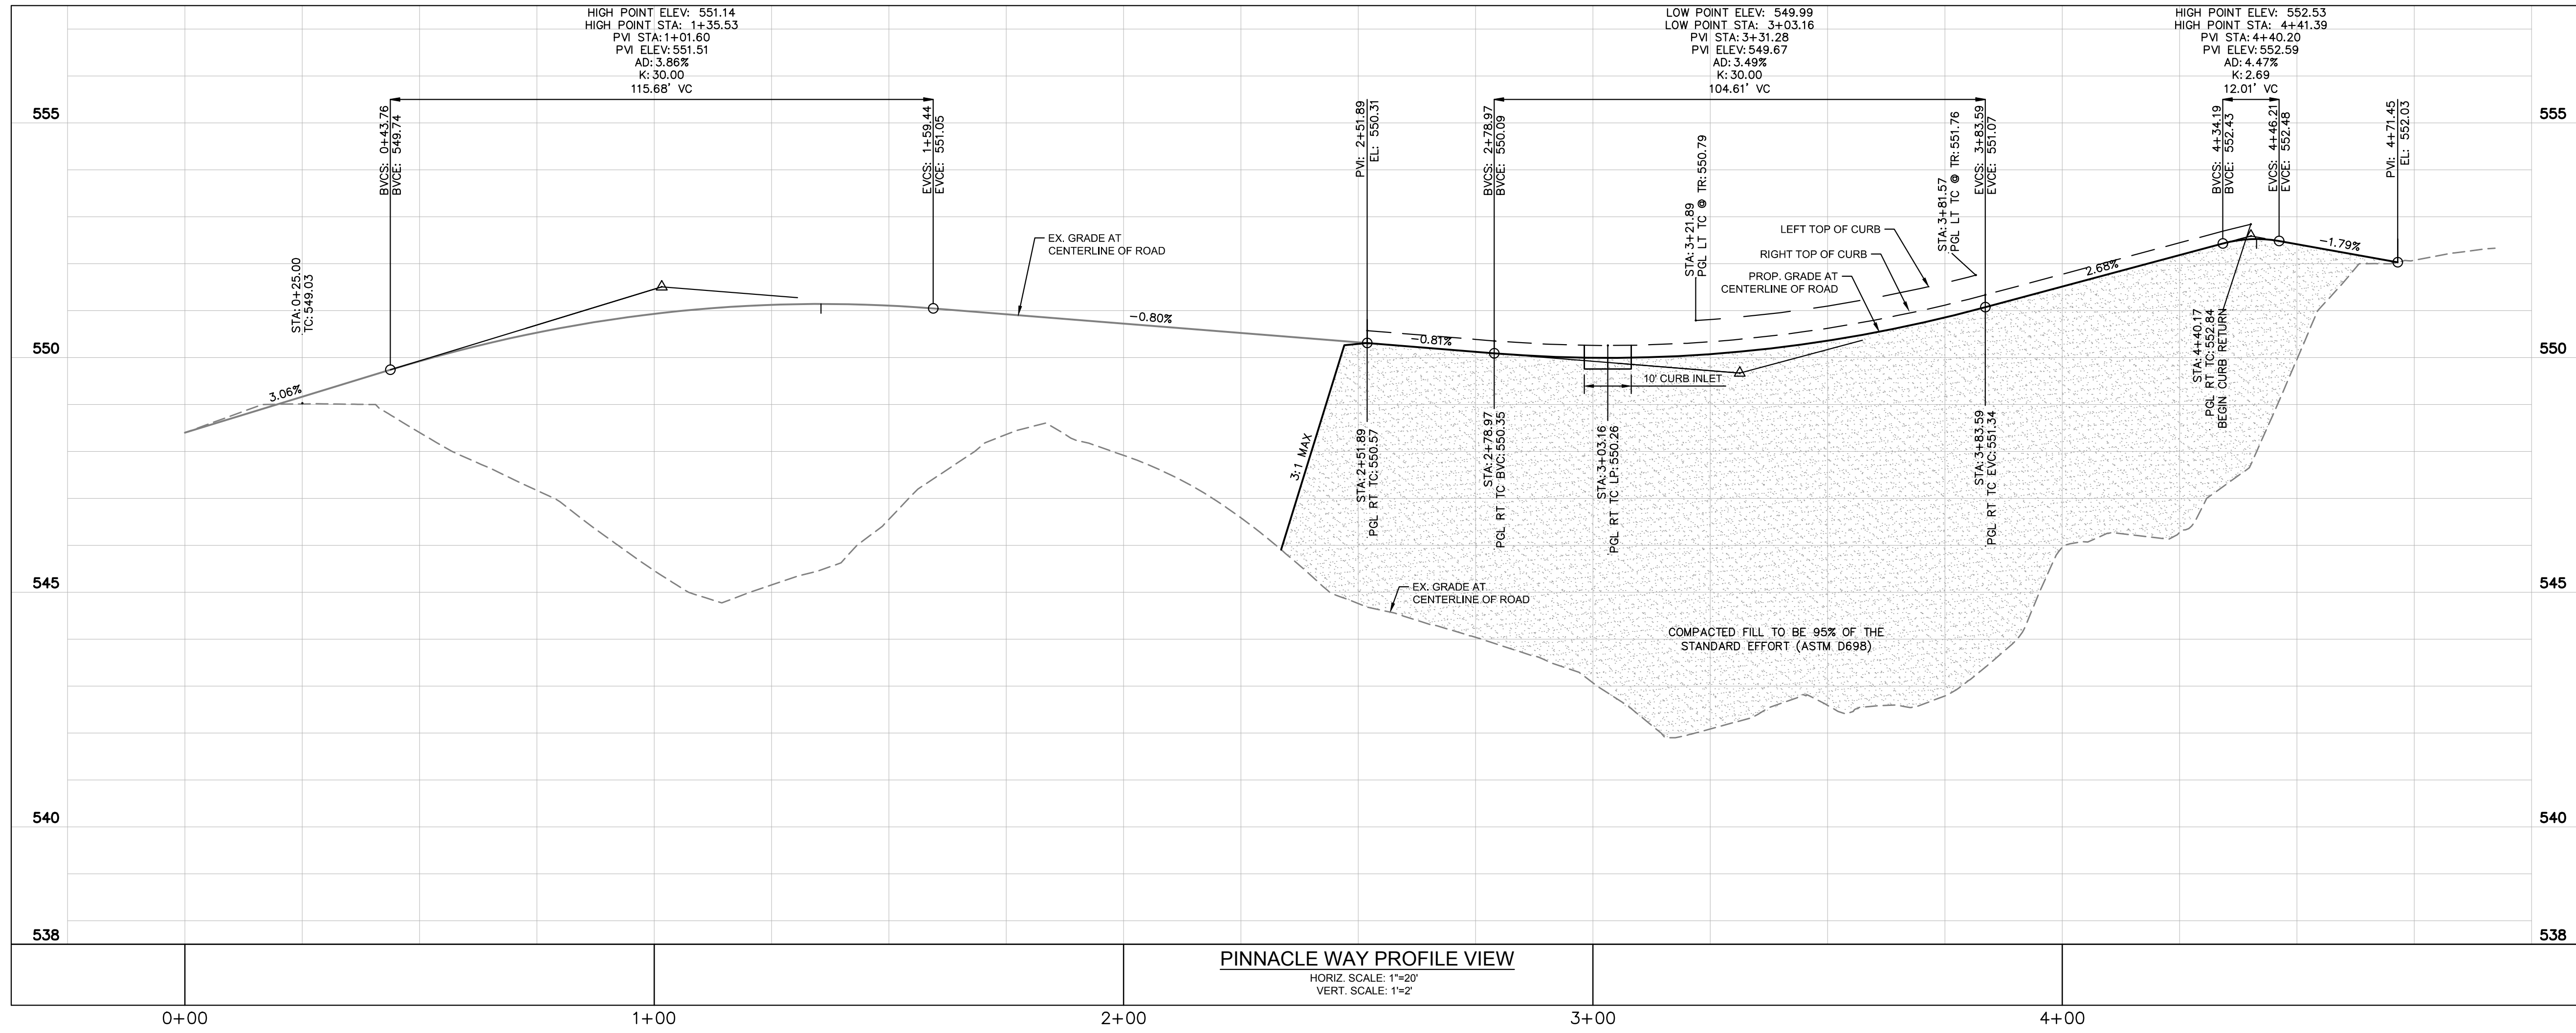 HIGH POINT ELEV: 551.14
HIGH POINT STA: 1+35.53
PVI STA: 1+01.60
PVI ELEV: 551.51
AD: 3.86%
K: 30.00
115.68' VC
LOW POINT ELEV: 549.99
LOW POINT STA: 3+03.16
PVI STA: 3+31.28
PVI ELEV: 549.67
AD: 3.49%
K: 30.00
104.61' VC
HIGH POINT ELEV: 552.53
HIGH POINT STA: 4+41.39
PVI STA: 4+40.20
PVI ELEV: 552.59
AD: 4.47%
K: 2.69
12.01' VC
555
555
BVCS: 0+43.76
BVCE: 549.74
EVCS: 1+59.44
EVCE: 551.05
PVI: 2+51.89
EL: 550.31
BVCS: 2+78.97
BVCE: 550.09
STA: 3+21.89
PGL LT TC @ TR: 550.79
STA: 3+81.57
PGL LT TC @ TR: 551.76
EVCS: 3+83.59
EVCE: 551.07
BVCS: 4+34.19
BVCE: 552.43
EVCS: 4+46.21
EVCE: 552.48
PVI: 4+71.45
EL: 552.03
STA: 0+25.00
TC: 549.03
EX. GRADE AT
CENTERLINE OF ROAD
LEFT TOP OF CURB
RIGHT TOP OF CURB
PROP. GRADE AT
CENTERLINE OF ROAD
2.68%
-1.79%
-0.80%
-0.81%
3.06%
550
550
10' CURB INLET
3:1 MAX
STA: 2+51.89
PGL RT TC: 550.57
STA: 2+78.97
PGL RT TC BVC: 550.35
STA: 3+03.16
PGL RT TC LP: 550.26
STA: 3+83.59
PGL RT TC EVC: 551.34
STA: 4+40.17
PGL RT TC: 552.84
BEGIN CURB RETURN
545
545
EX. GRADE AT
CENTERLINE OF ROAD
COMPACTED FILL TO BE 95% OF THE
STANDARD EFFORT (ASTM D698)
540
540
538
538
PINNACLE WAY PROFILE VIEW
HORIZ. SCALE: 1"=20'
VERT. SCALE: 1'=2'
0+00
1+00
2+00
3+00
4+00